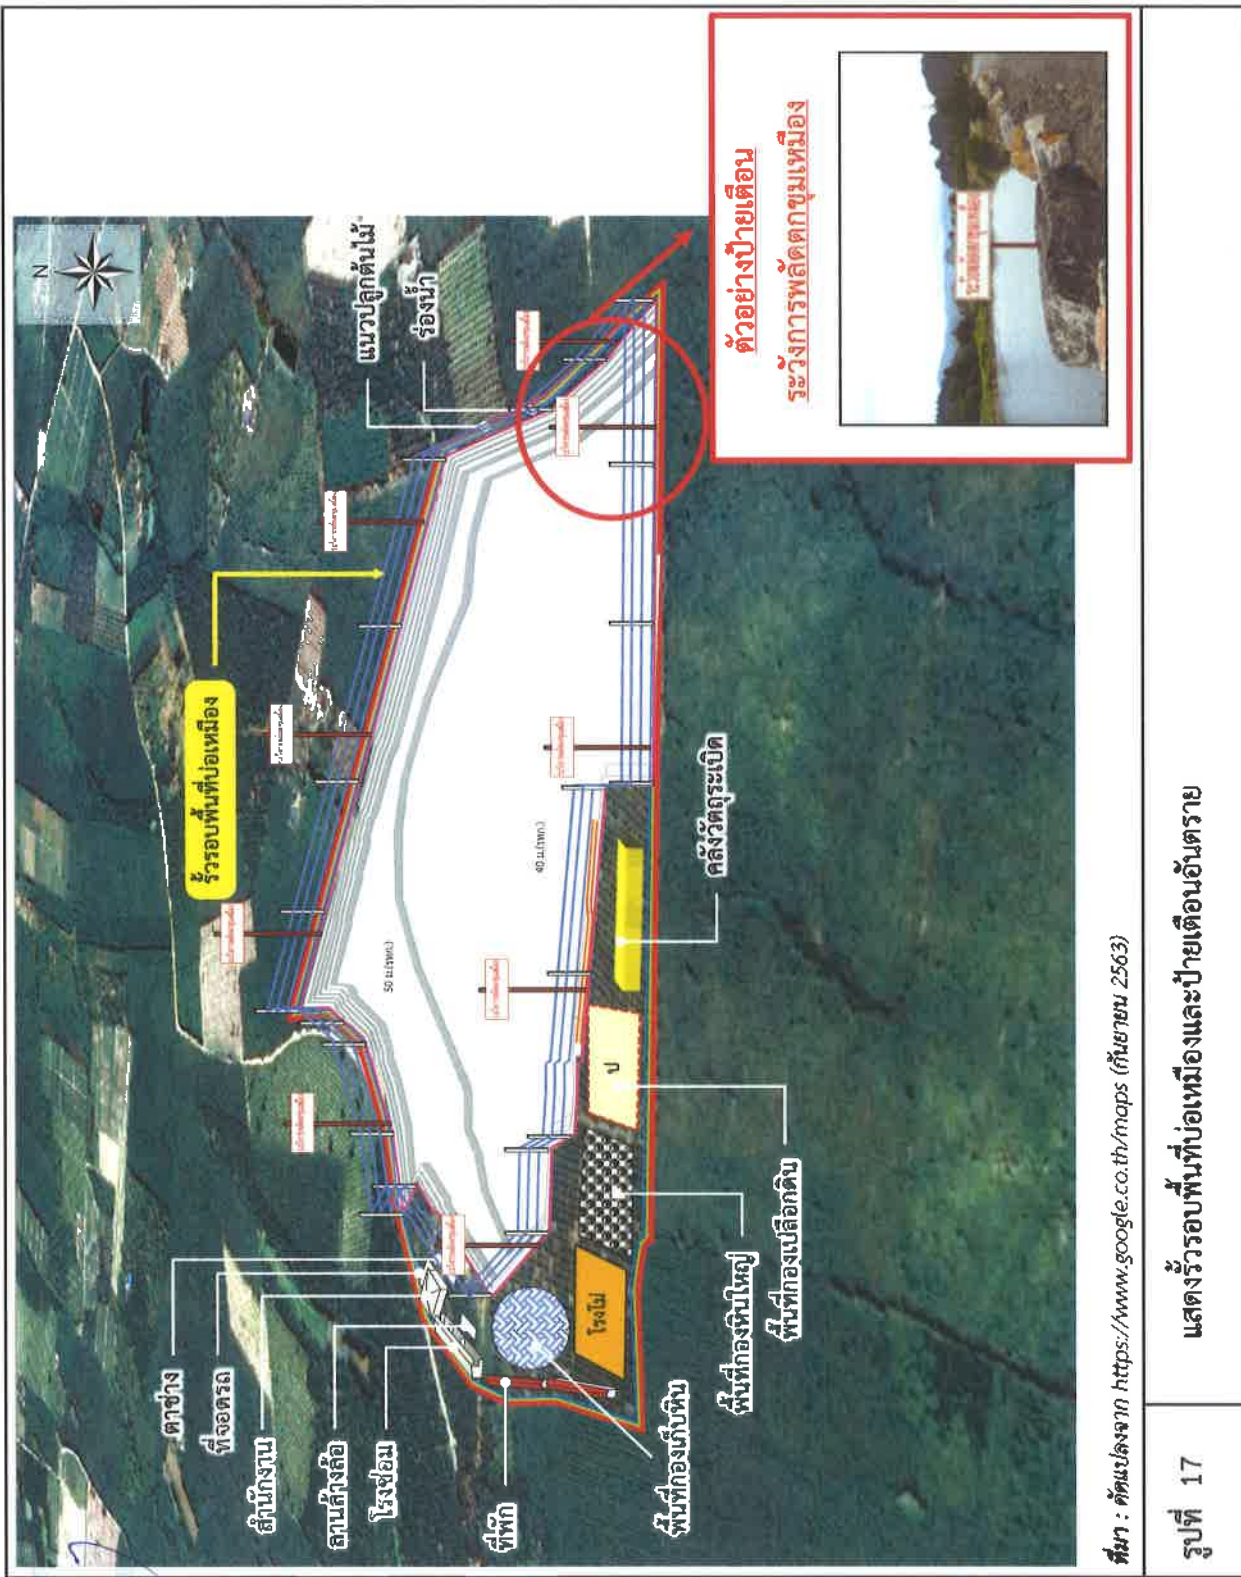 N
แนวปลูกต้นไม้
ร่องน้ำ
รั้วรอบพื้นที่บ่อเหมือง
ตัวอย่างป้ายเตือน
ระวังการพลัดตกขุมเหมือง
50 ม.(รทก.)
40 ม.(รทก.)
ตาชั่ง
ที่จอดรถ
สำนักงาน
ลานล้างล้อ
โรงซ่อม
ที่พัก
พื้นที่กองเก็บหิน
โรงโม่
พื้นที่กองหินใหญ่
ป
พื้นที่กองเปลือกดิน
คลังวัตถุระเบิด
ที่มา : ดัดแปลงจาก https://www.google.co.th/maps (กันยายน 2563)
รูปที่ 17
แสดงรั้วรอบพื้นที่บ่อเหมืองและป้ายเตือนอันตราย